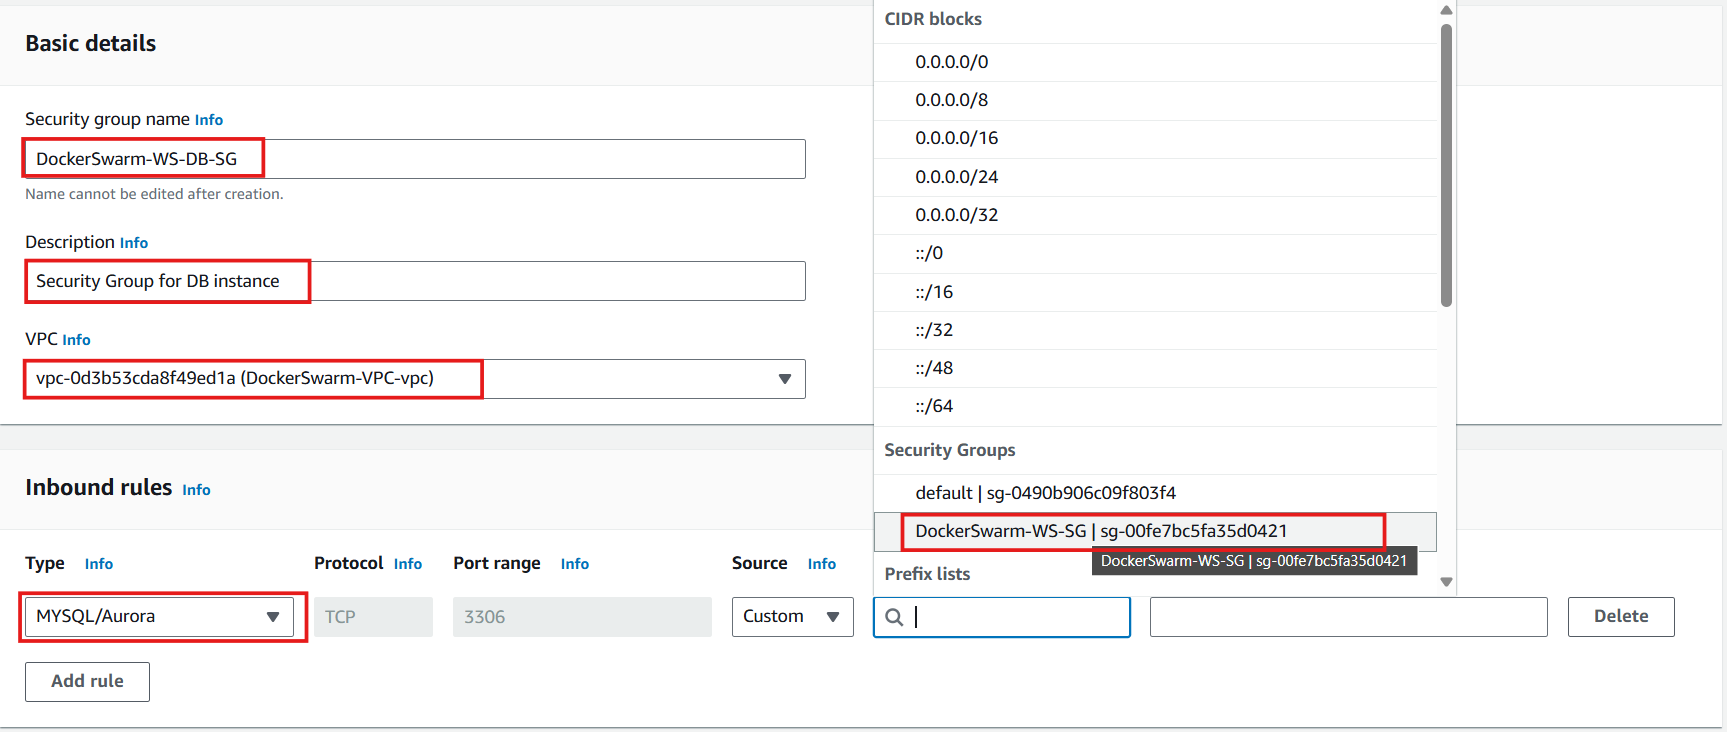 Basic details
Security group name Info
DockerSwarm-WS-DB-SG
Name cannot be edited after creation.
Description Info
Security Group for DB instance
VPC Info
vpc-0d3b53cda8f49ed1a (DockerSwarm-VPC-vpc)
CIDR blocks
0.0.0.0/0
0.0.0.0/8
0.0.0.0/16
0.0.0.0/24
0.0.0.0/32
::/0
::/16
::/32
::/48
::/64
Security Groups
default | sg-0490b906c09f803f4
DockerSwarm-WS-SG | sg-00fe7bc5fa35d0421
DockerSwarm-WS-SG | sg-00fe7bc5fa35d0421
Prefix lists
Inbound rules Info
Type Info Protocol Info Port range Info Source Info
MYSQL/Aurora TCP 3306 Custom Delete
Add rule